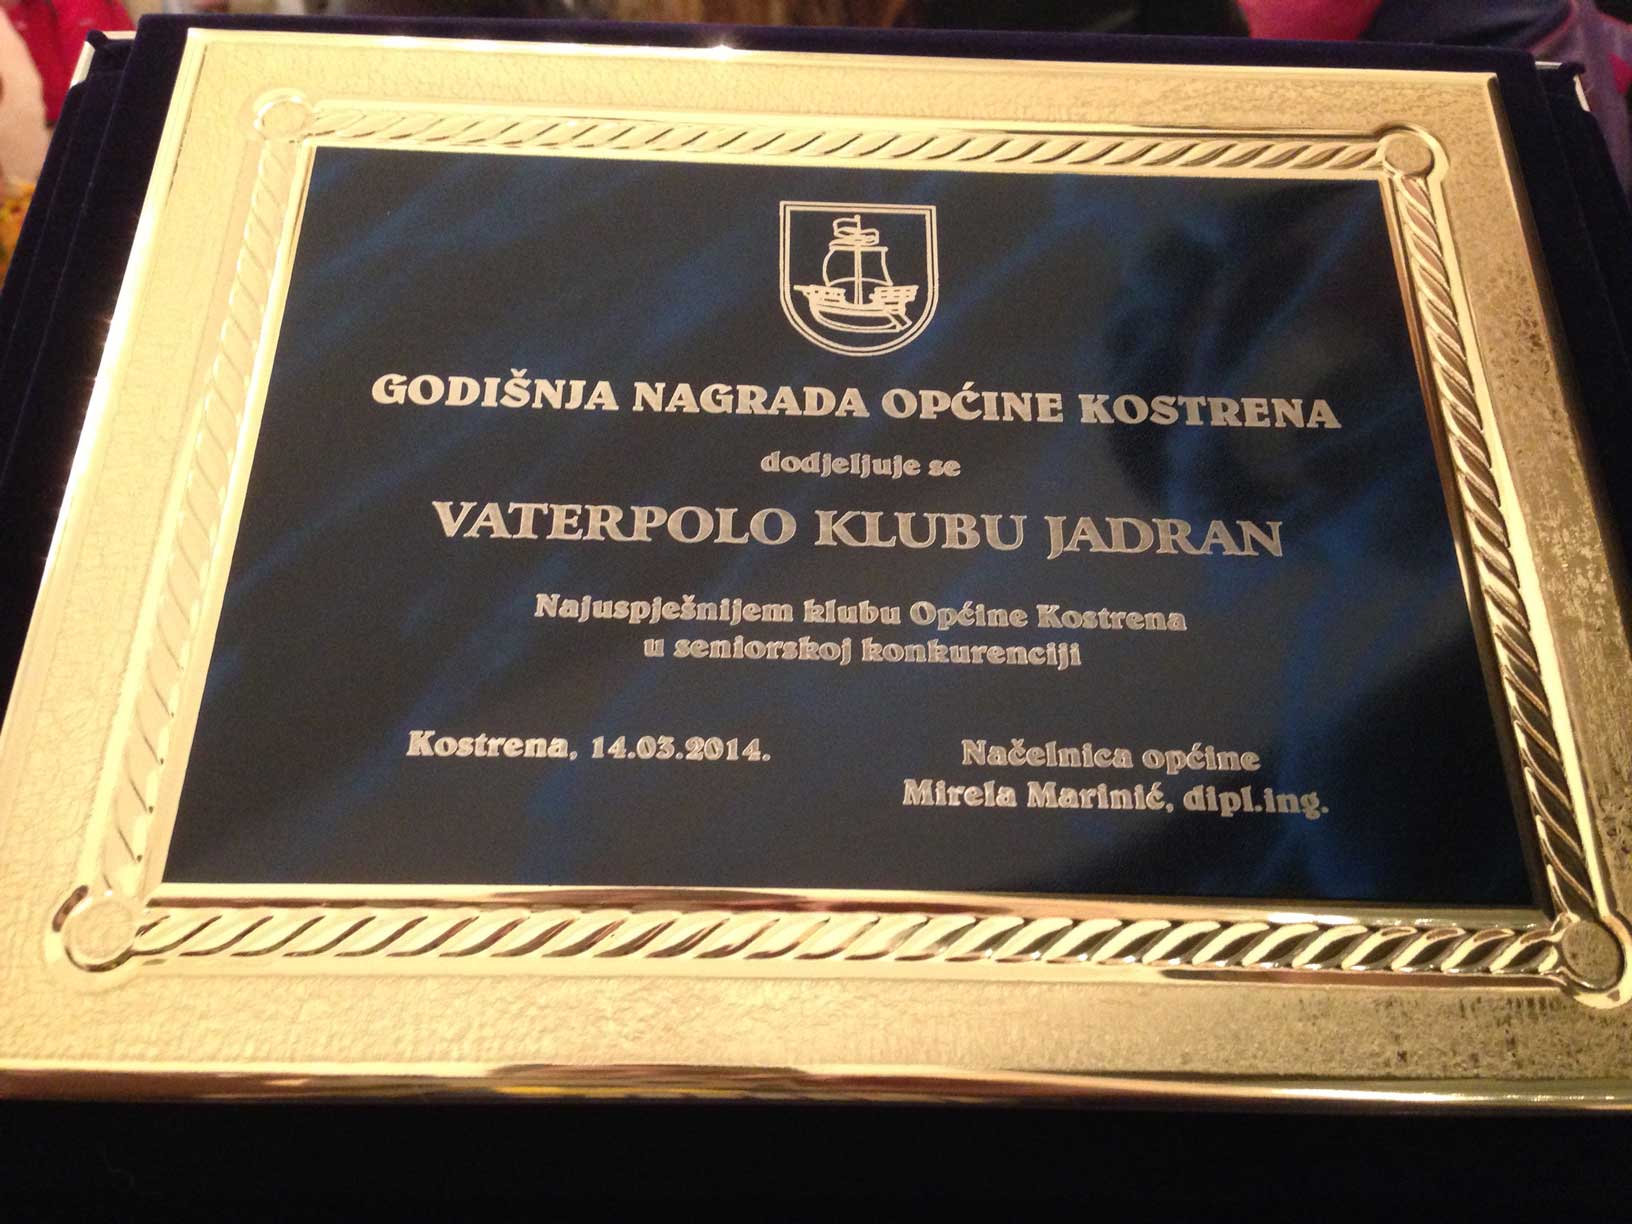 GODIŠNJA NAGRADA OPĆINE KOSTRENA
dodjeljuje se
VATERPOLO KLUBU JADRAN
Najuspješnijem klubu Općine Kostrena
u seniorskoj konkurenciji
Kostrena, 14.03.2014.
Načelnica općine
Mirela Marinić, dipl.ing.